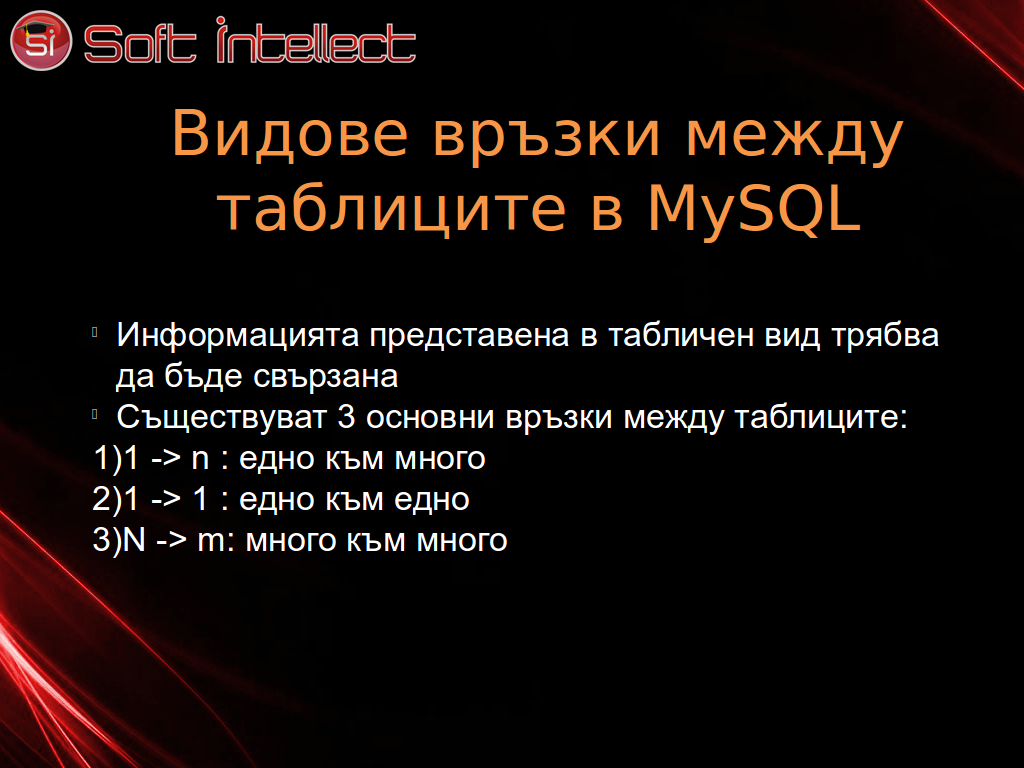 Si Soft intellect
Видове връзки между
таблиците в MySQL
Информацията представена в табличен вид трябва
да бъде свързана
Съществуват 3 основни връзки между таблиците:
1)1 -> n : едно към много
2)1 -> 1 : едно към едно
3)N -> m: много към много